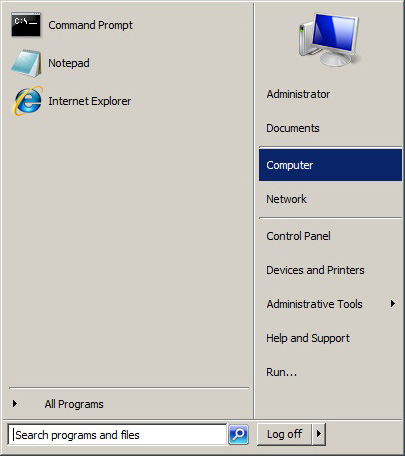 C:\_
Command Prompt
Notepad
Internet Explorer
All Programs
Search programs and files
Administrator
Documents
Computer
Network
Control Panel
Devices and Printers
Administrative Tools
Help and Support
Run...
Log off